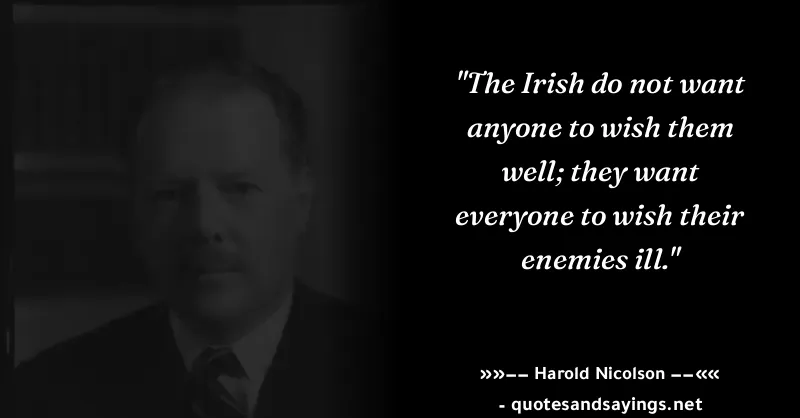 "The Irish do not want
anyone to wish them
well; they want
everyone to wish their
enemies ill."
»»–– Harold Nicolson ––««
- quotesandsayings.net